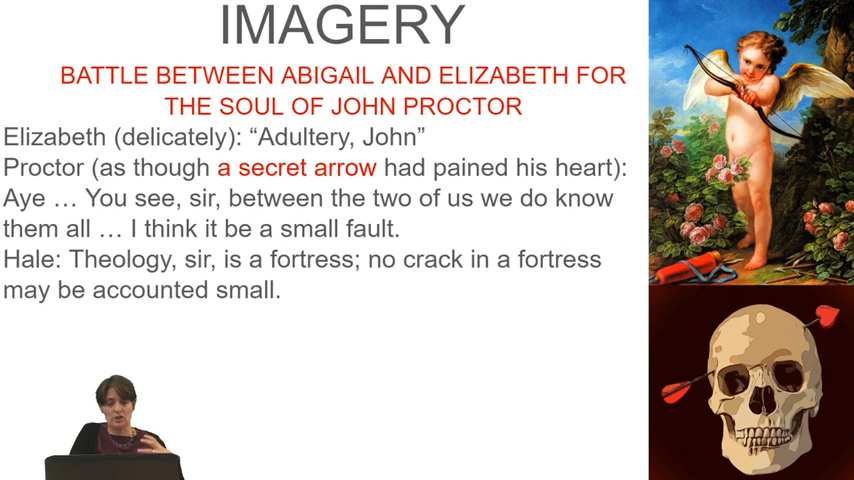 IMAGERY
BATTLE BETWEEN ABIGAIL AND ELIZABETH FOR
THE SOUL OF JOHN PROCTOR
Elizabeth (delicately): “Adultery, John”
Proctor (as though a secret arrow had pained his heart):
Aye … You see, sir, between the two of us we do know
them all … I think it be a small fault.
Hale: Theology, sir, is a fortress; no crack in a fortress
may be accounted small.